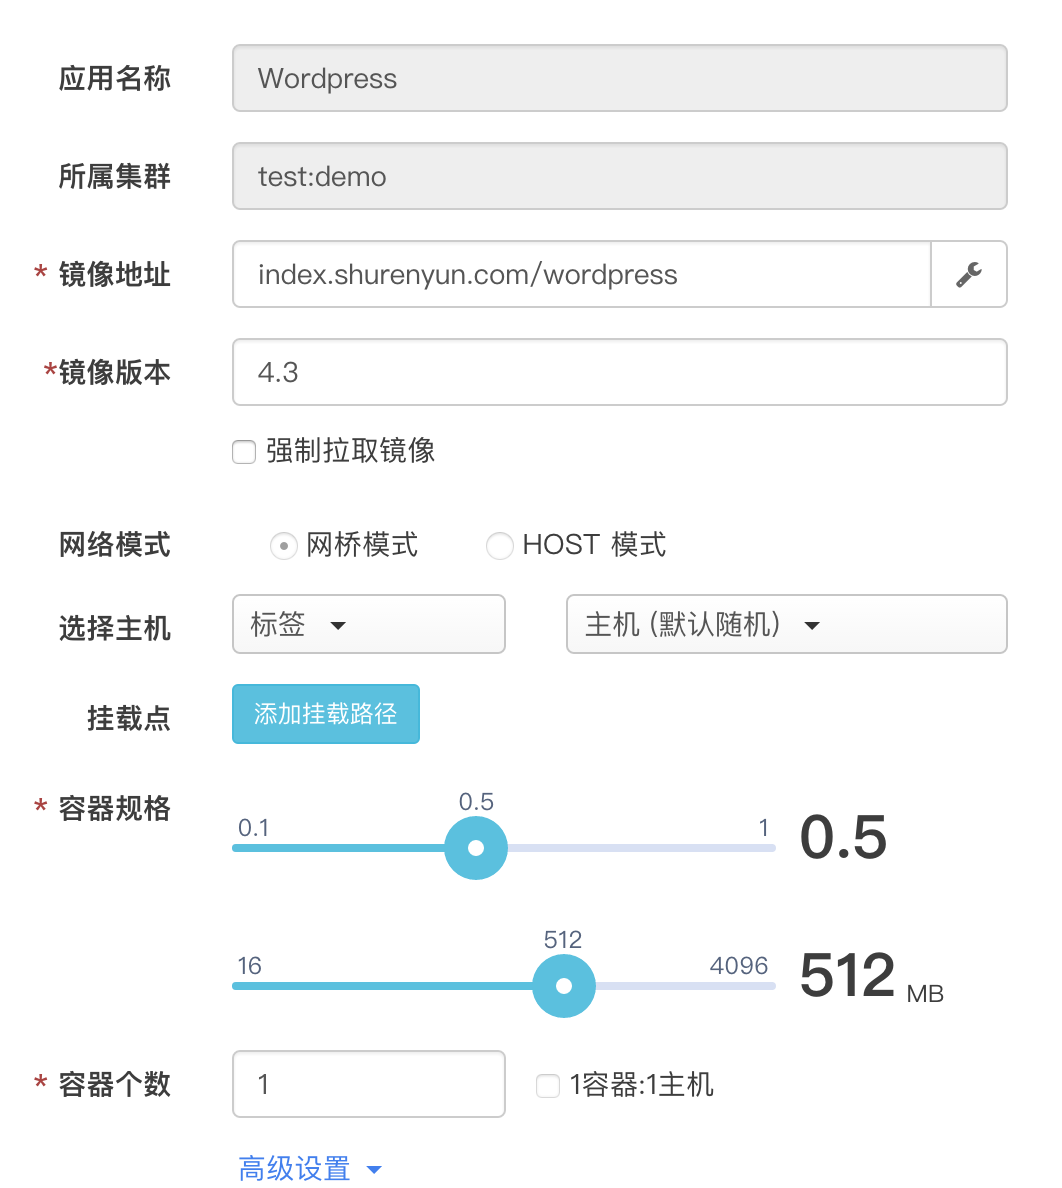 应用名称 Wordpress
所属集群 test:demo
* 镜像地址 index.shurenyun.com/wordpress
*镜像版本 4.3
强制拉取镜像
网络模式 网桥模式 HOST 模式
选择主机 标签 主机 (默认随机)
挂载点 添加挂载路径
* 容器规格
0.5
0.1 1 0.5
512
16 4096 512 MB
* 容器个数 1 1容器:1主机
高级设置